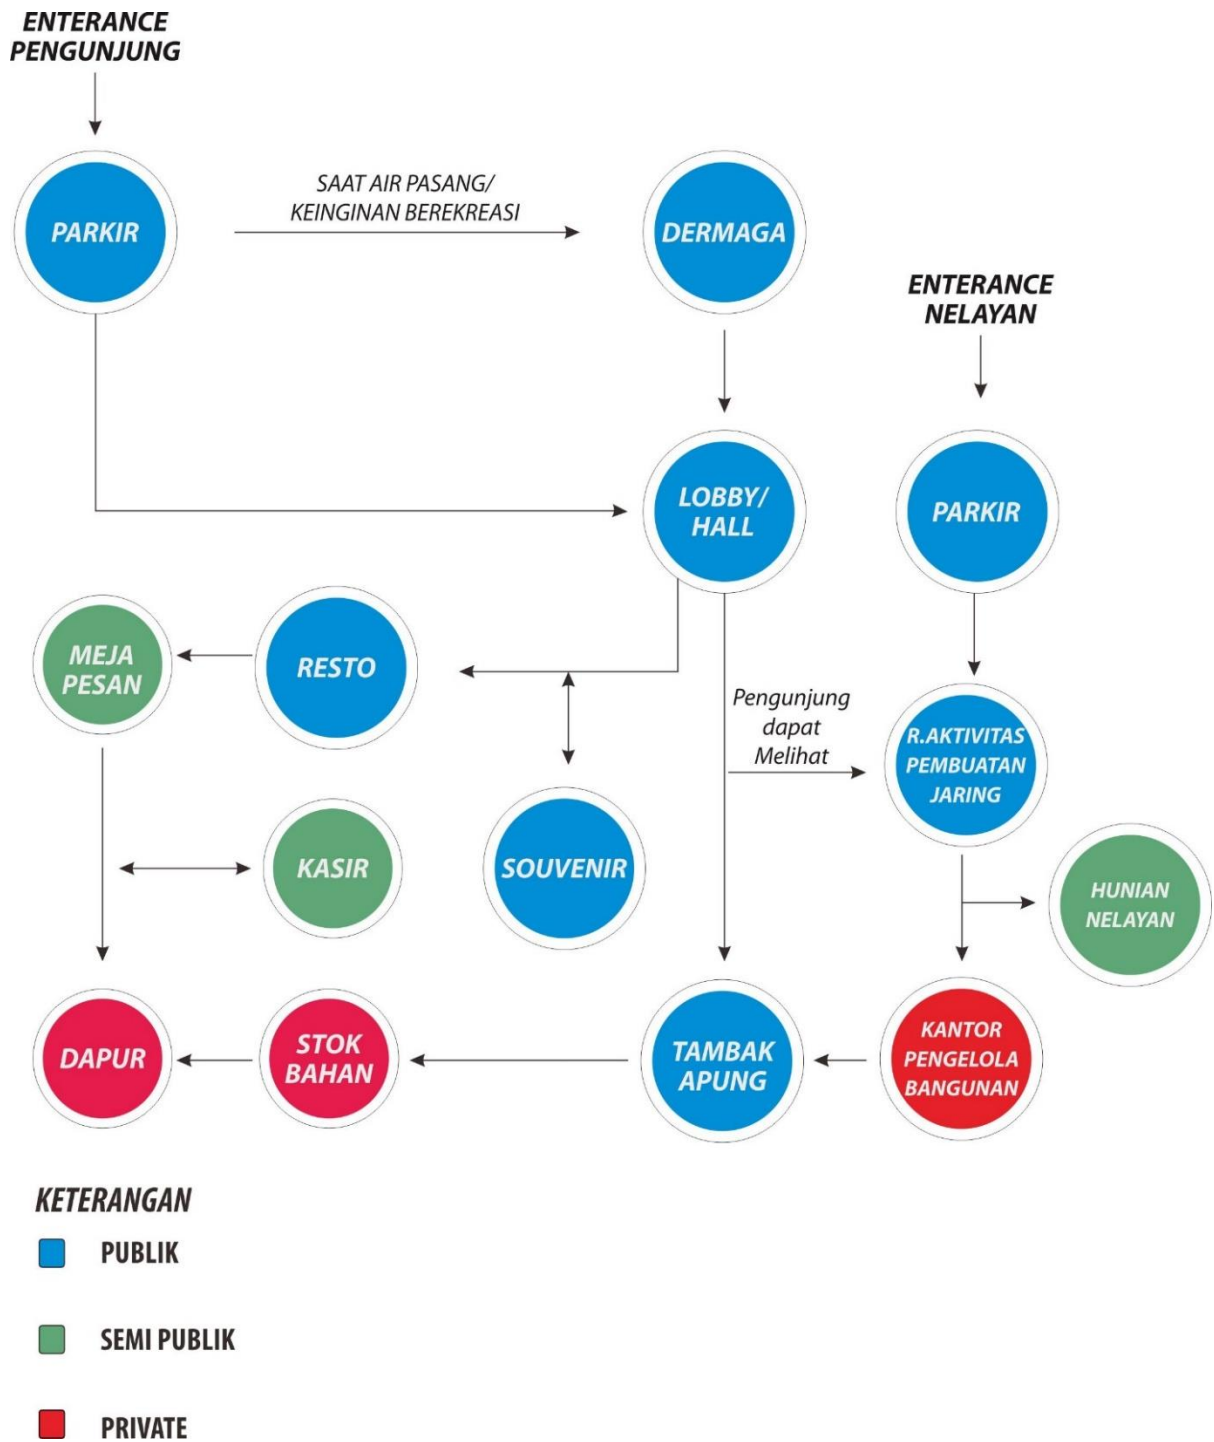 ENTERANCE
PENGUNJUNG
PARKIR
SAAT AIR PASANG/
KEINGINAN BEREKREASI
DERMAGA
ENTERANCE
NELAYAN
LOBBY/
HALL
PARKIR
MEJA
PESAN
RESTO
Pengunjung
dapat
Melihat
R.AKTIVITAS
PEMBUATAN
JARING
KASIR
SOUVENIR
HUNIAN
NELAYAN
DAPUR
STOK
BAHAN
TAMBAK
APUNG
KANTOR
PENGELOLA
BANGUNAN
KETERANGAN
PUBLIK
SEMI PUBLIK
PRIVATE